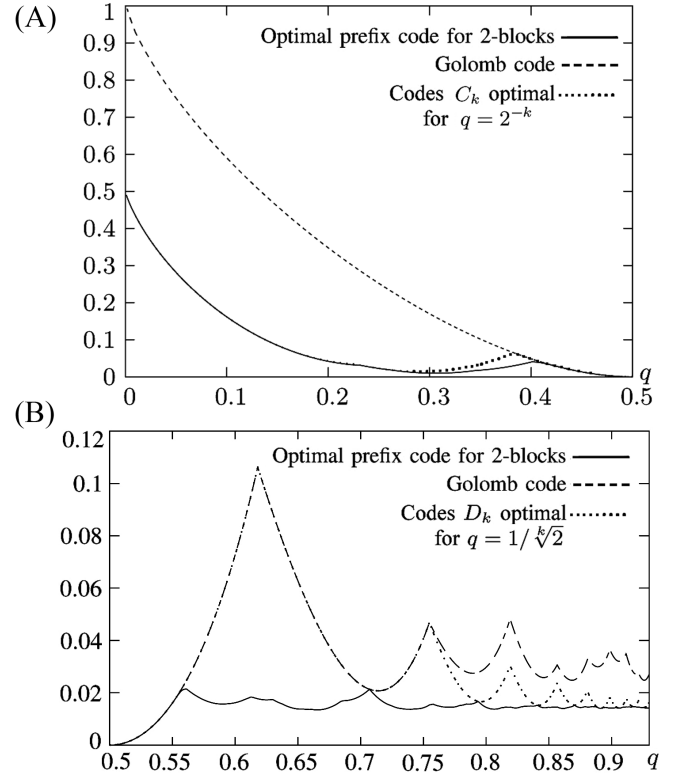 (A)
1
0.9
0.8
0.7
0.6
0.5
0.4
0.3
0.2
0.1
0
Optimal prefix code for 2-blocks
Golomb code
Codes C_k optimal
for q = 2^{-k}
0 0.1 0.2 0.3 0.4 0.5
q
(B)
0.12
0.1
0.08
0.06
0.04
0.02
0
Optimal prefix code for 2-blocks
Golomb code
Codes D_k optimal
for q = 1/\sqrt[k]{2}
0.5 0.55 0.6 0.65 0.7 0.75 0.8 0.85 0.9 q